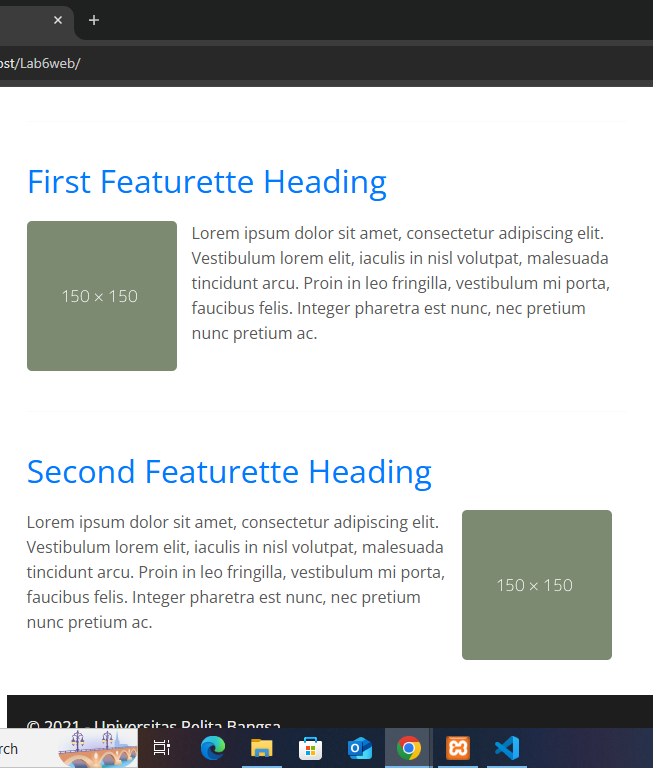 ost/Lab6web/
First Featurette Heading
150 × 150
Lorem ipsum dolor sit amet, consectetur adipiscing elit.
Vestibulum lorem elit, iaculis in nisl volutpat, malesuada
tincidunt arcu. Proin in leo fringilla, vestibulum mi porta,
faucibus felis. Integer pharetra est nunc, nec pretium
nunc pretium ac.
Second Featurette Heading
Lorem ipsum dolor sit amet, consectetur adipiscing elit.
Vestibulum lorem elit, iaculis in nisl volutpat, malesuada
tincidunt arcu. Proin in leo fringilla, vestibulum mi porta,
faucibus felis. Integer pharetra est nunc, nec pretium
nunc pretium ac.
150 × 150
© 2021 - Universitas Pelita Bangsa
rch